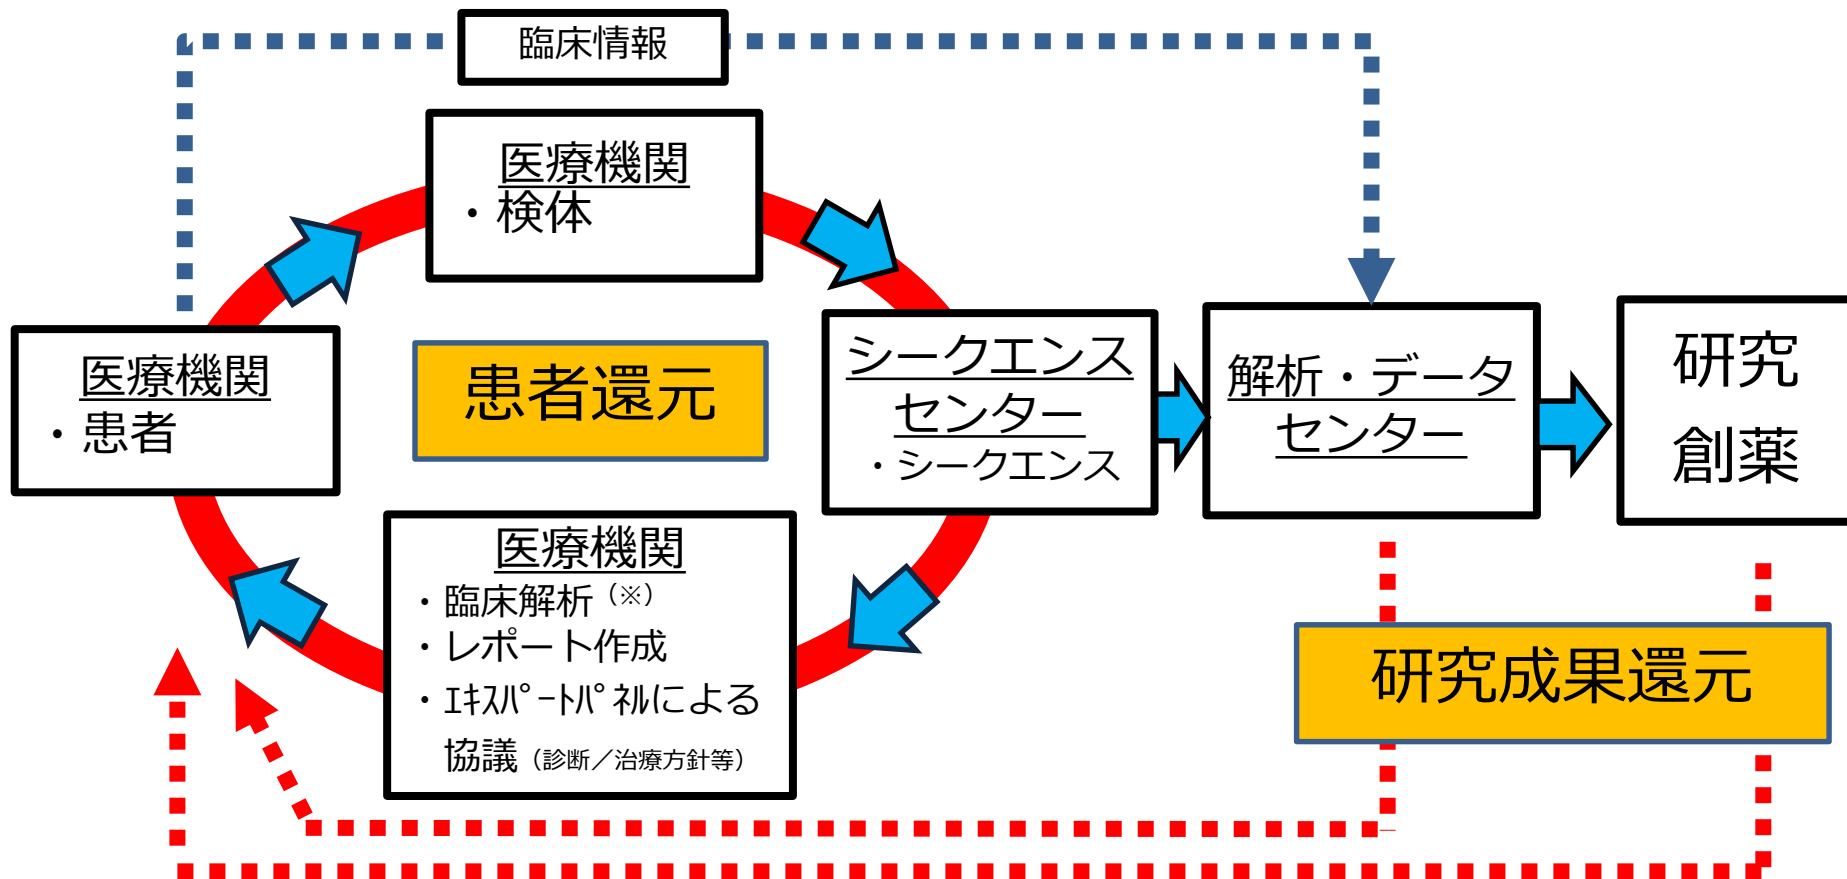 臨床情報
医療機関
・検体
医療機関
・患者
患者還元
シークエンス
センター
・シークエンス
解析・データ
センター
研究
創薬
医療機関
・臨床解析（※）
・レポート作成
・ｴｷｽﾊﾟｰﾄﾊﾟﾈﾙによる
協議（診断／治療方針等）
研究成果還元